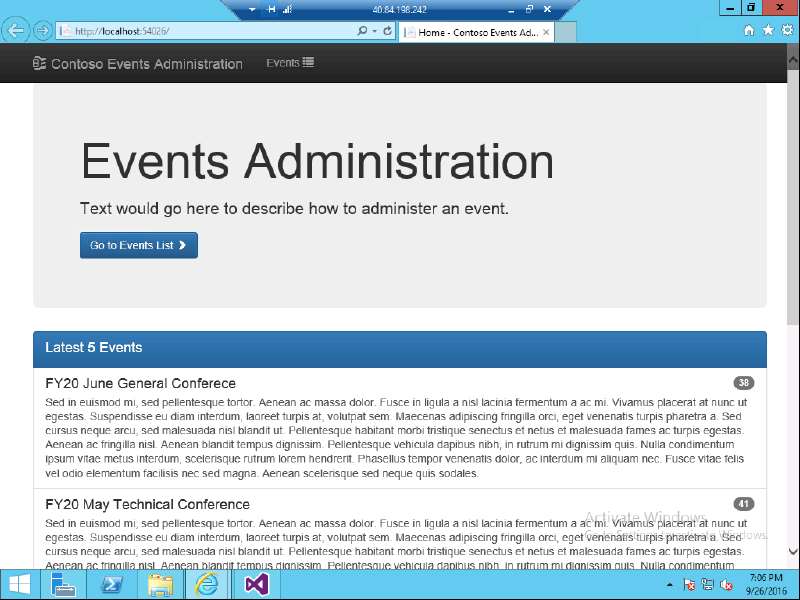 40.84.198.242
http://localhost:54026/
Home - Contoso Events Ad...
Contoso Events Administration
Events
Events Administration
Text would go here to describe how to administer an event.
Go to Events List
Latest 5 Events
FY20 June General Conferece
38
Sed in euismod mi, sed pellentesque tortor. Aenean ac massa dolor. Fusce in ligula a nisl lacinia fermentum a ac mi. Vivamus placerat at nunc ut
egestas. Suspendisse eu diam interdum, laoreet turpis at, volutpat sem. Maecenas adipiscing fringilla orci, eget venenatis turpis pharetra a. Sed
cursus neque arcu, sed malesuada nisl blandit ut. Pellentesque habitant morbi tristique senectus et netus et malesuada fames ac turpis egestas.
Aenean ac fringilla nisl. Aenean blandit tempus dignissim. Pellentesque vehicula dapibus nibh, in rutrum mi dignissim quis. Nulla condimentum
ipsum vitae metus interdum, scelerisque rutrum lorem hendrerit. Phasellus tempor venenatis dolor, ac interdum mi aliquam nec. Fusce vitae felis
vel odio elementum facilisis nec sed magna. Aenean scelerisque sed neque quis sodales.
FY20 May Technical Conference
41
Sed in euismod mi, sed pellentesque tortor. Aenean ac massa dolor. Fusce in ligula a nisl lacinia fermentum a ac mi. Vivamus placerat at nunc ut
egestas. Suspendisse eu diam interdum, laoreet turpis at, volutpat sem. Maecenas adipiscing fringilla orci, eget venenatis turpis pharetra a. Sed
cursus neque arcu, sed malesuada nisl blandit ut. Pellentesque habitant morbi tristique senectus et netus et malesuada fames ac turpis egestas.
Aenean ac fringilla nisl. Aenean blandit tempus dignissim. Pellentesque vehicula dapibus nibh, in rutrum mi dignissim quis. Nulla condimentum
Activate Windows
7:06 PM
9/26/2016